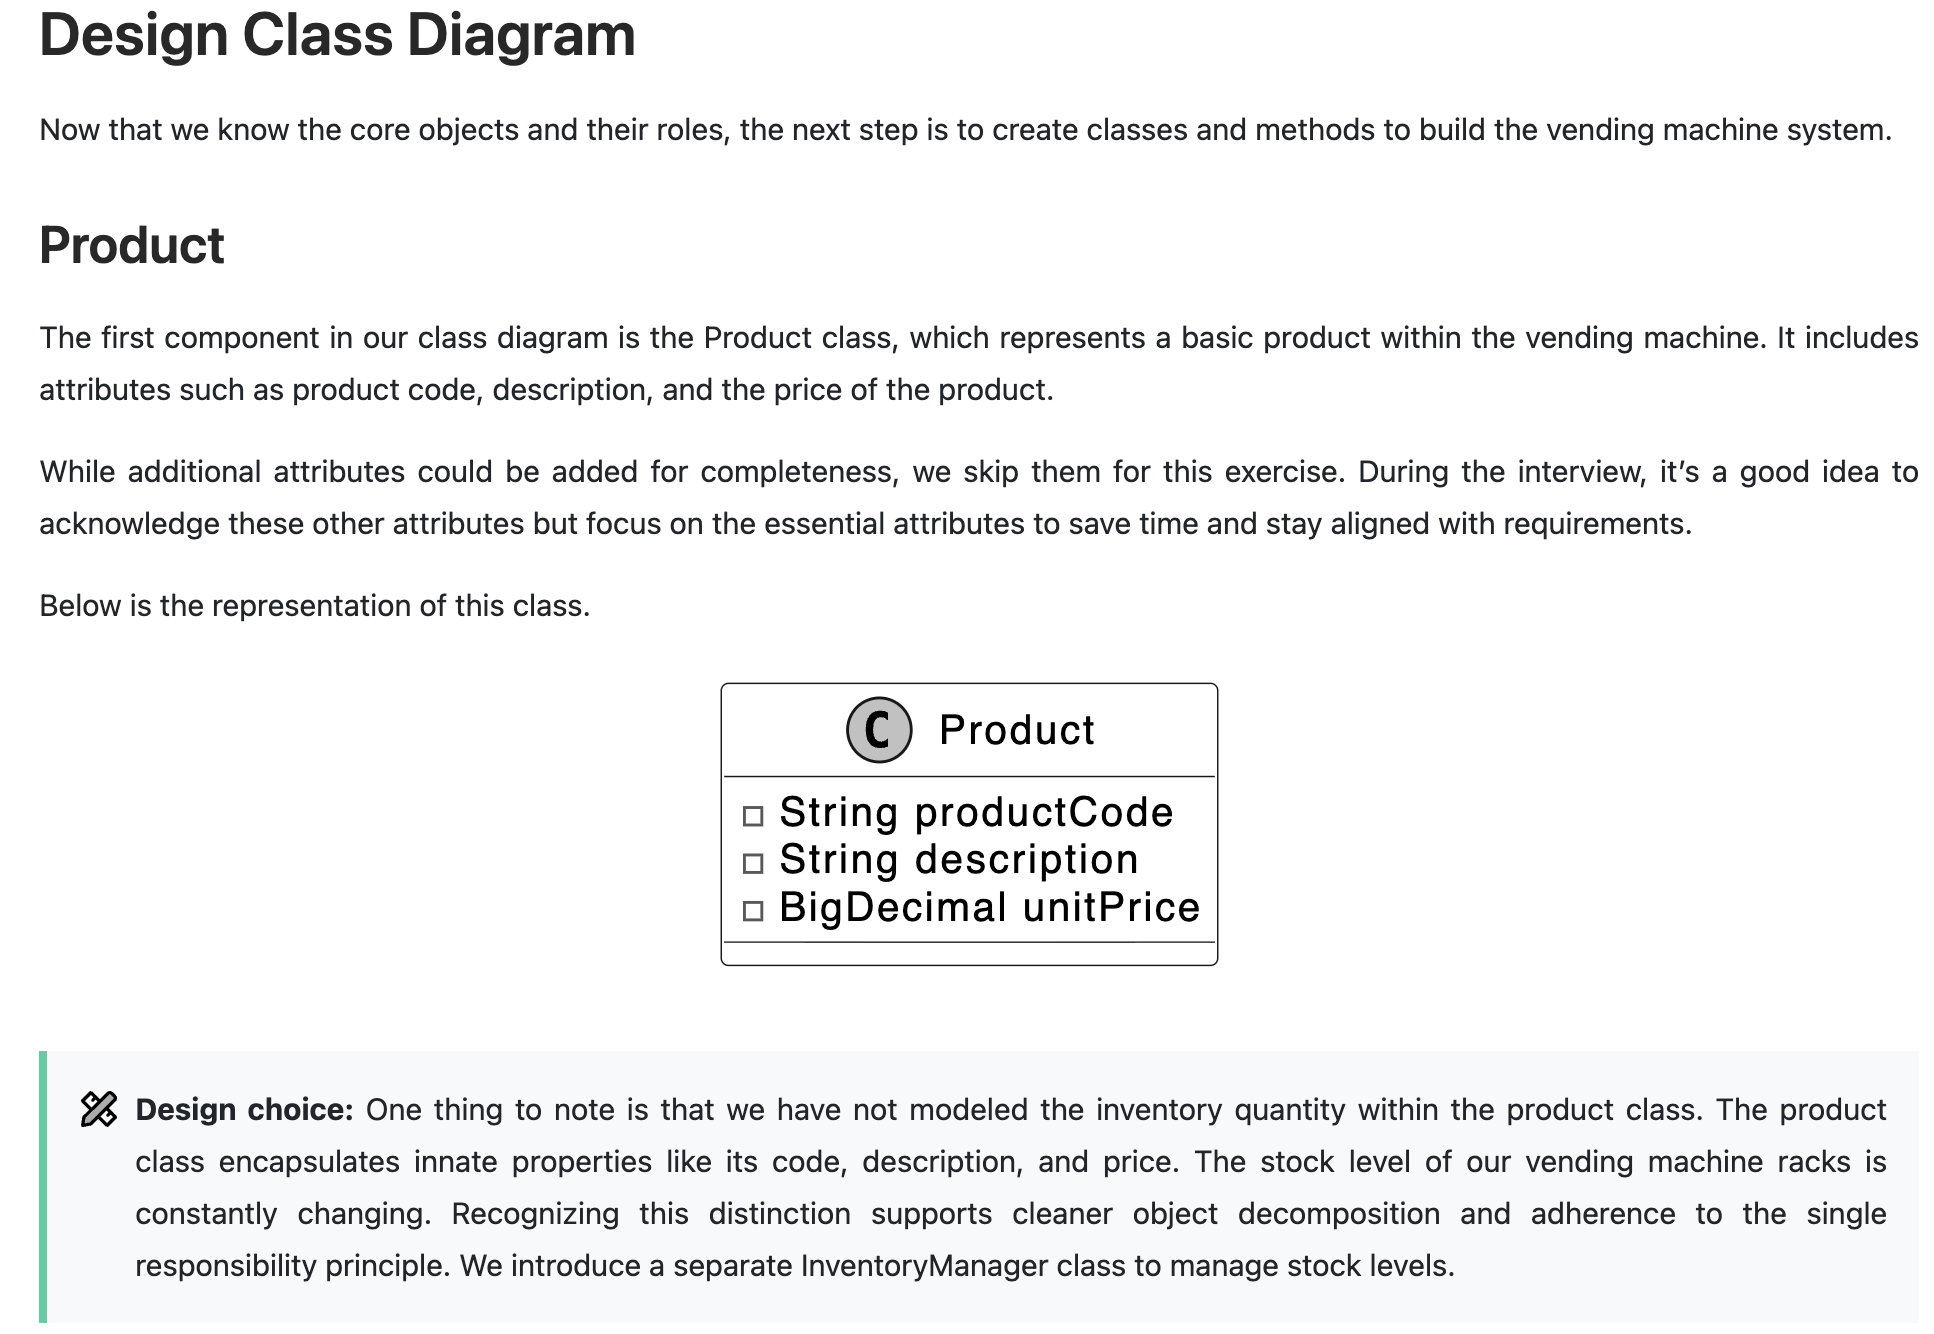 Design Class Diagram
Now that we know the core objects and their roles, the next step is to create classes and methods to build the vending machine system.
Product
The first component in our class diagram is the Product class, which represents a basic product within the vending machine. It includes
attributes such as product code, description, and the price of the product.
While additional attributes could be added for completeness, we skip them for this exercise. During the interview, it’s a good idea to
acknowledge these other attributes but focus on the essential attributes to save time and stay aligned with requirements.
Below is the representation of this class.
C Product
String productCode
String description
BigDecimal unitPrice
Design choice: One thing to note is that we have not modeled the inventory quantity within the product class. The product
class encapsulates innate properties like its code, description, and price. The stock level of our vending machine racks is
constantly changing. Recognizing this distinction supports cleaner object decomposition and adherence to the single
responsibility principle. We introduce a separate InventoryManager class to manage stock levels.